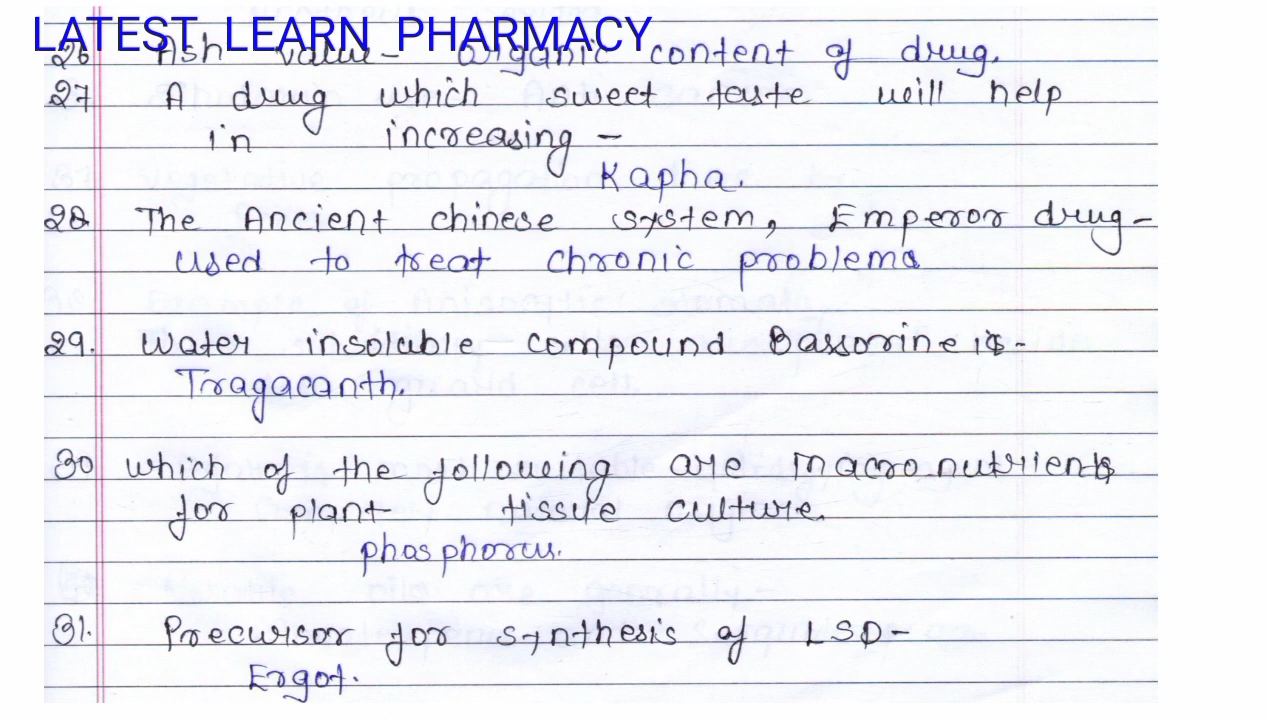 LATEST LEARN PHARMACY
26 Ash value - organic content of drug.
27 A drug which sweet taste will help
in increasing -
Kapha.
28 The Ancient chinese system, Emperor drug -
used to treat chronic problems
29. Water insoluble compound Bassorine is
Tragacanth.
30 which of the following are macronutrients
for plant tissue culture.
phosphorus.
31. Precursor for synthesis of LSD -
Ergot.